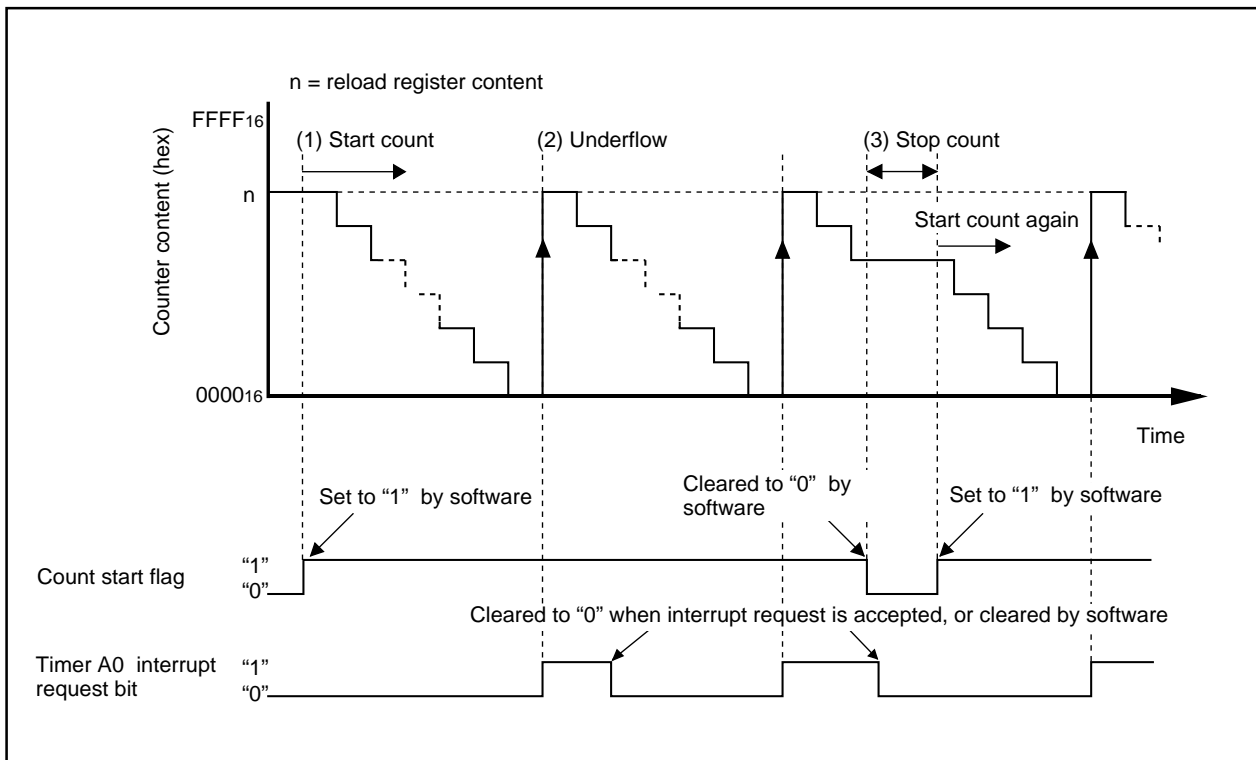 n = reload register content
FFFF16
(1) Start count
(2) Underflow
(3) Stop count
n
Start count again
Counter content (hex)
000016
Time
Set to “1” by software
Cleared to “0” by
software
Set to “1” by software
Count start flag
“1”
“0”
Cleared to “0” when interrupt request is accepted, or cleared by software
Timer A0 interrupt
request bit
“1”
“0”